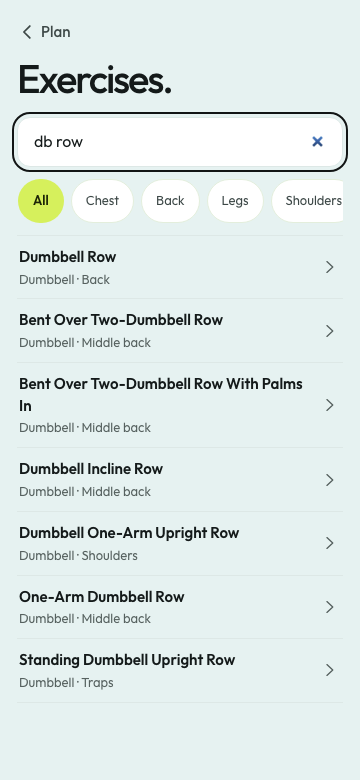 Plan
Exercises.
db row
All Chest Back Legs Shoulders
Dumbbell Row
Dumbbell · Back
Bent Over Two-Dumbbell Row
Dumbbell · Middle back
Bent Over Two-Dumbbell Row With Palms
In
Dumbbell · Middle back
Dumbbell Incline Row
Dumbbell · Middle back
Dumbbell One-Arm Upright Row
Dumbbell · Shoulders
One-Arm Dumbbell Row
Dumbbell · Middle back
Standing Dumbbell Upright Row
Dumbbell · Traps